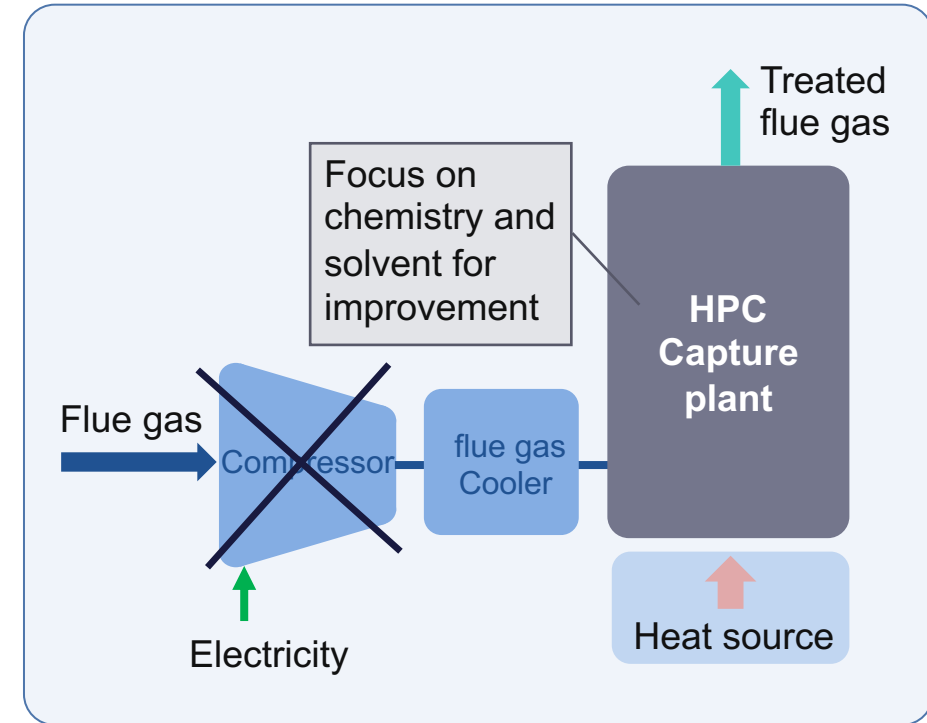 Treated
flue gas
Focus on
chemistry and
solvent for
improvement
HPC
Capture
plant
Flue gas
Compressor
flue gas
Cooler
Electricity
Heat source